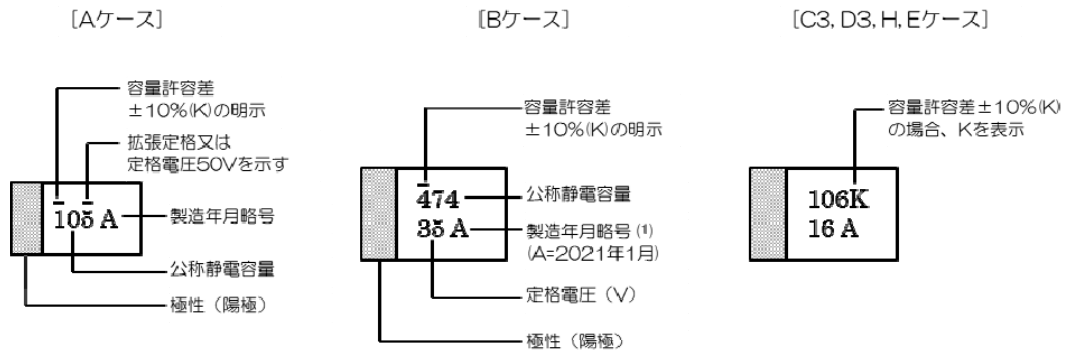 [Aケース]
容量許容差
±10%(K)の明示
拡張定格又は
定格電圧50Vを示す
105 A
製造年月略号
公称静電容量
極性（陽極）
[Bケース]
容量許容差
±10%(K)の明示
474
公称静電容量
35 A
製造年月略号 (1)
(A=2021年1月)
定格電圧（V）
極性（陽極）
[C3, D3, H, Eケース]
容量許容差±10%(K)
の場合、Kを表示
106K
16 A